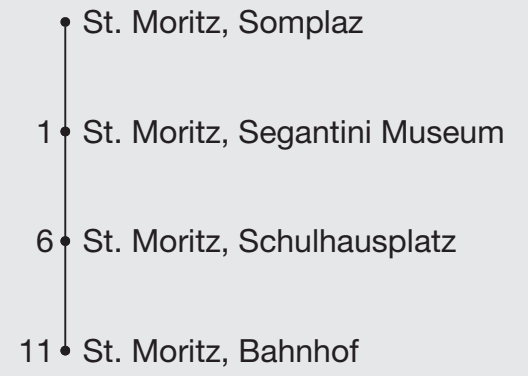 St. Moritz, Somplaz
1 St. Moritz, Segantini Museum
6 St. Moritz, Schulhausplatz
11 St. Moritz, Bahnhof